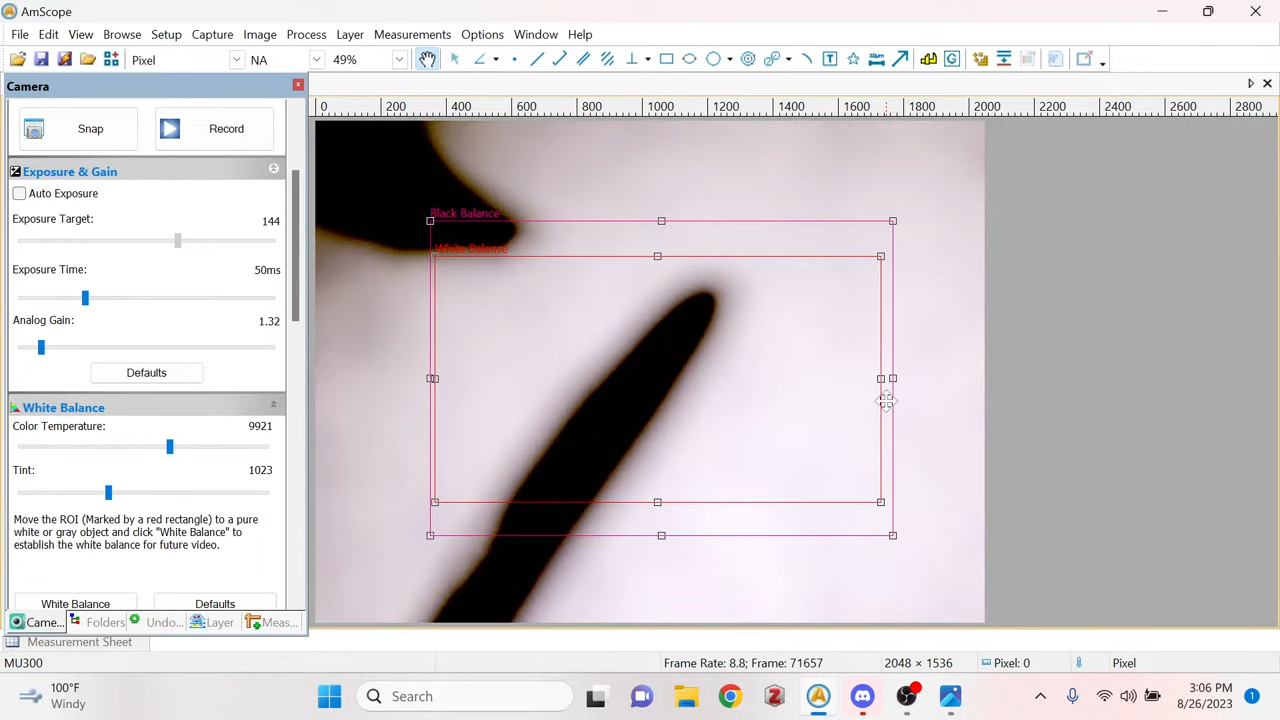 AmScope
File Edit View Browse Setup Capture Image Process Layer Measurements Options Window Help
Pixel NA 49%
Camera
0 200 400 600 800 1000 1200 1400 1600 1800 2000 2200 2400 2600 2800
Snap Record
Exposure & Gain
Auto Exposure
Exposure Target: 144
Exposure Time: 50ms
Analog Gain: 1.32
Defaults
White Balance
Color Temperature: 9921
Tint: 1023
Move the ROI (Marked by a red rectangle) to a pure
white or gray object and click "White Balance" to
establish the white balance for future video.
White Balance Defaults
Black Balance
White Balance
Came... Folders Undo... Layer Meas...
Measurement Sheet
MU300 Frame Rate: 8.8; Frame: 71657 2048 × 1536 Pixel: 0 Pixel
100°F
Windy
Search
3:06 PM
8/26/2023
1